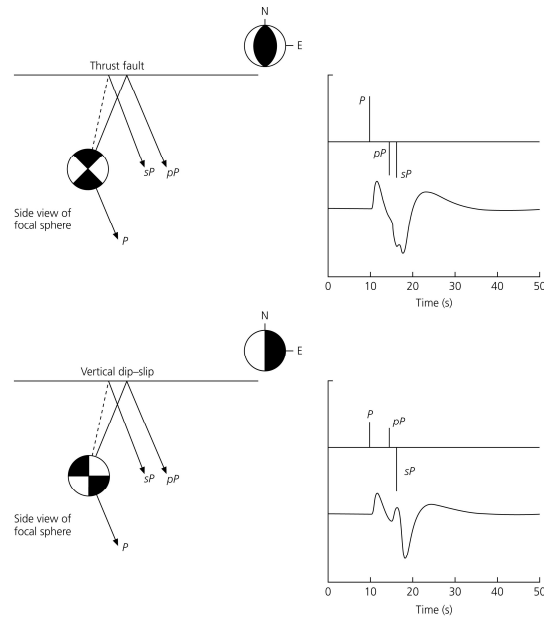 N
E
Thrust fault
P
sP pP
pP
sP
Side view of
focal sphere
P
0 10 20 30 40 50
Time (s)
N
E
Vertical dip–slip
P
pP
sP pP
sP
Side view of
focal sphere
P
0 10 20 30 40 50
Time (s)